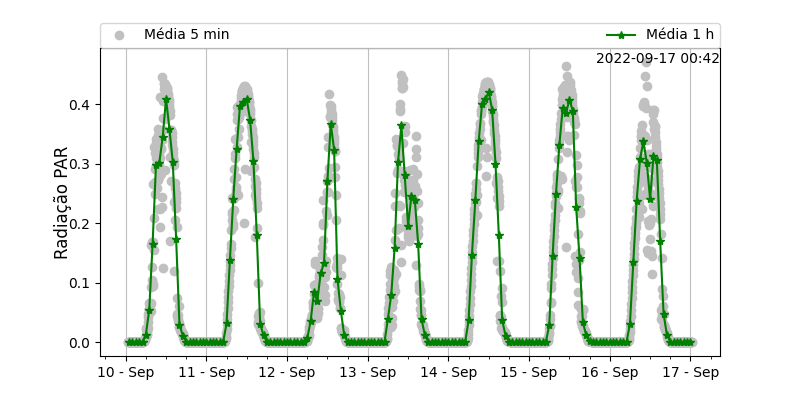 Média 5 min
Média 1 h
2022-09-17 00:42
Radiação PAR
0.4
0.3
0.2
0.1
0.0
10 - Sep
11 - Sep
12 - Sep
13 - Sep
14 - Sep
15 - Sep
16 - Sep
17 - Sep